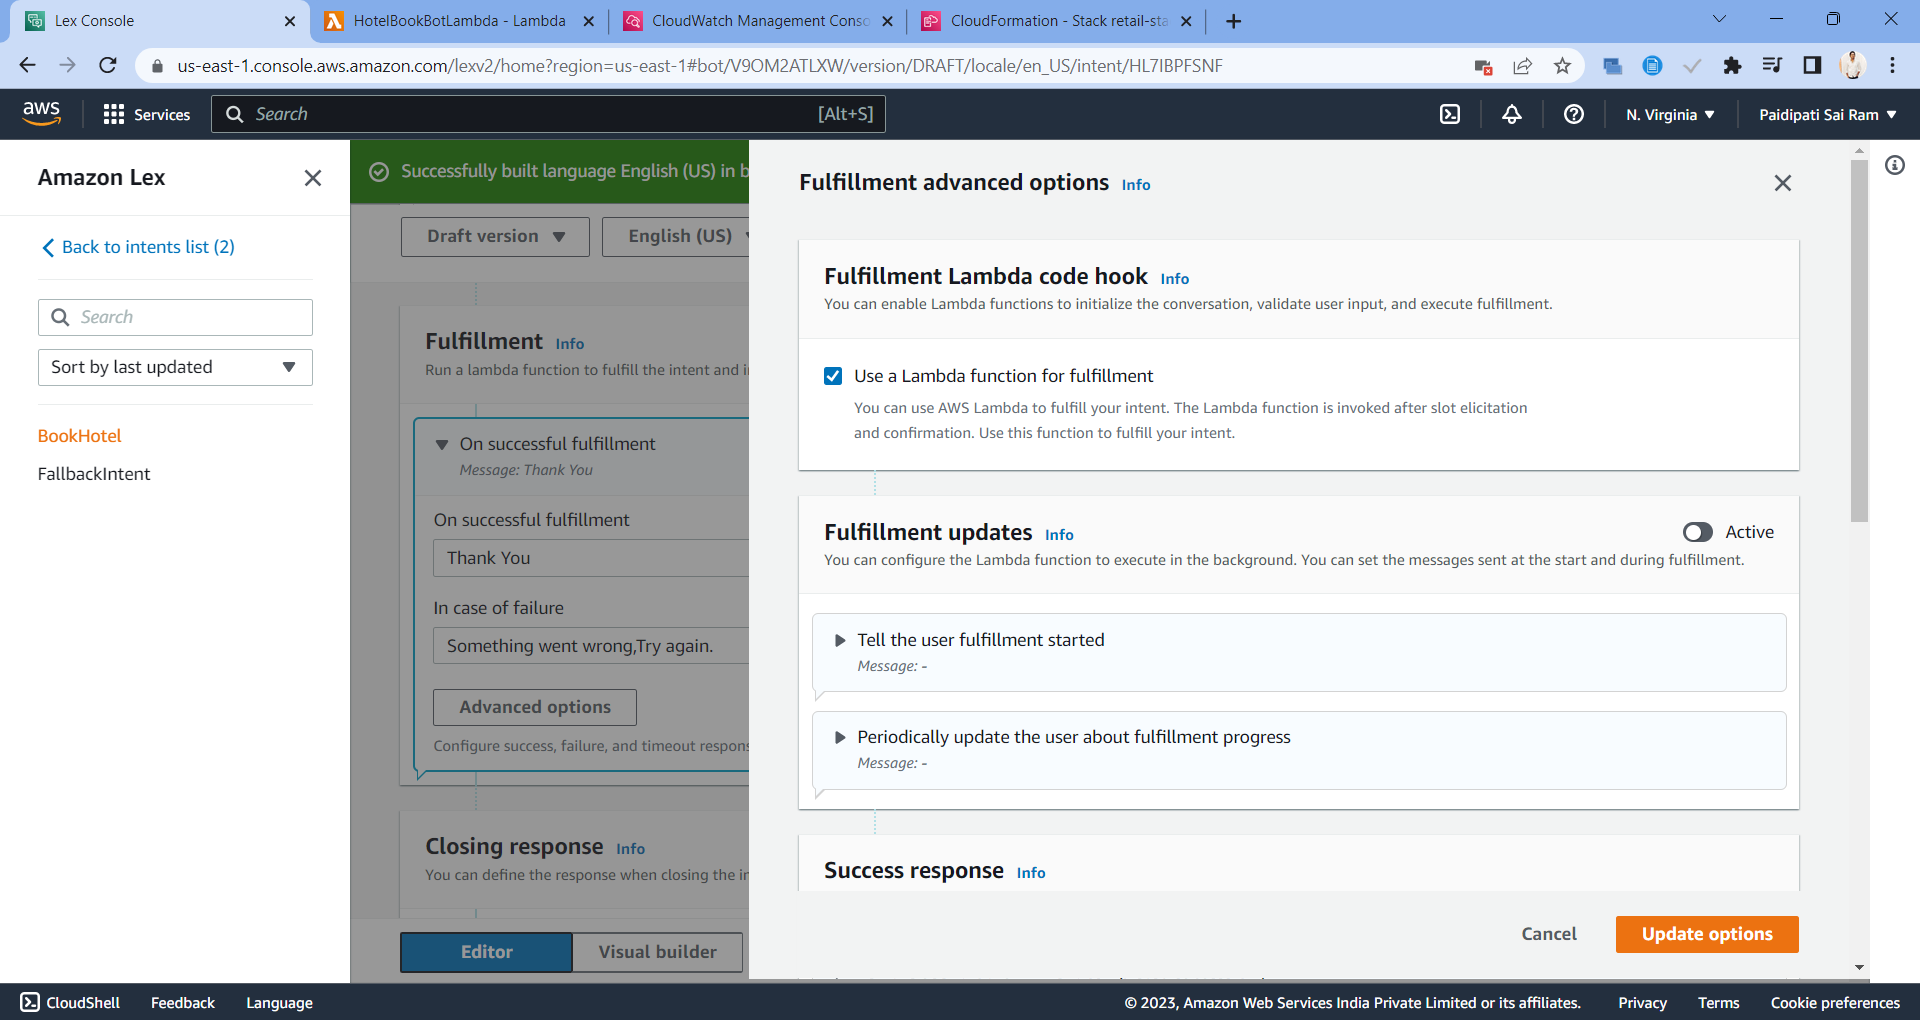 Lex Console
HotelBookBotLambda - Lambda
CloudWatch Management Conso
CloudFormation - Stack retail-sta
us-east-1.console.aws.amazon.com/lexv2/home?region=us-east-1#bot/V9OM2ATLXW/version/DRAFT/locale/en_US/intent/HL7IBPFSNF
aws
Services
Search
[Alt+S]
N. Virginia
Paidipati Sai Ram
Amazon Lex
Back to intents list (2)
Search
Sort by last updated
BookHotel
FallbackIntent
Successfully built language English (US) in b
Draft version
English (US)
Fulfillment Info
Run a lambda function to fulfill the intent and i
On successful fulfillment
Message: Thank You
On successful fulfillment
Thank You
In case of failure
Something went wrong,Try again.
Advanced options
Configure success, failure, and timeout respons
Closing response Info
You can define the response when closing the in
Editor
Visual builder
Fulfillment advanced options Info
Fulfillment Lambda code hook Info
You can enable Lambda functions to initialize the conversation, validate user input, and execute fulfillment.
Use a Lambda function for fulfillment
You can use AWS Lambda to fulfill your intent. The Lambda function is invoked after slot elicitation
and confirmation. Use this function to fulfill your intent.
Fulfillment updates Info
Active
You can configure the Lambda function to execute in the background. You can set the messages sent at the start and during fulfillment.
Tell the user fulfillment started
Message: -
Periodically update the user about fulfillment progress
Message: -
Success response Info
Cancel
Update options
CloudShell
Feedback
Language
© 2023, Amazon Web Services India Private Limited or its affiliates.
Privacy
Terms
Cookie preferences